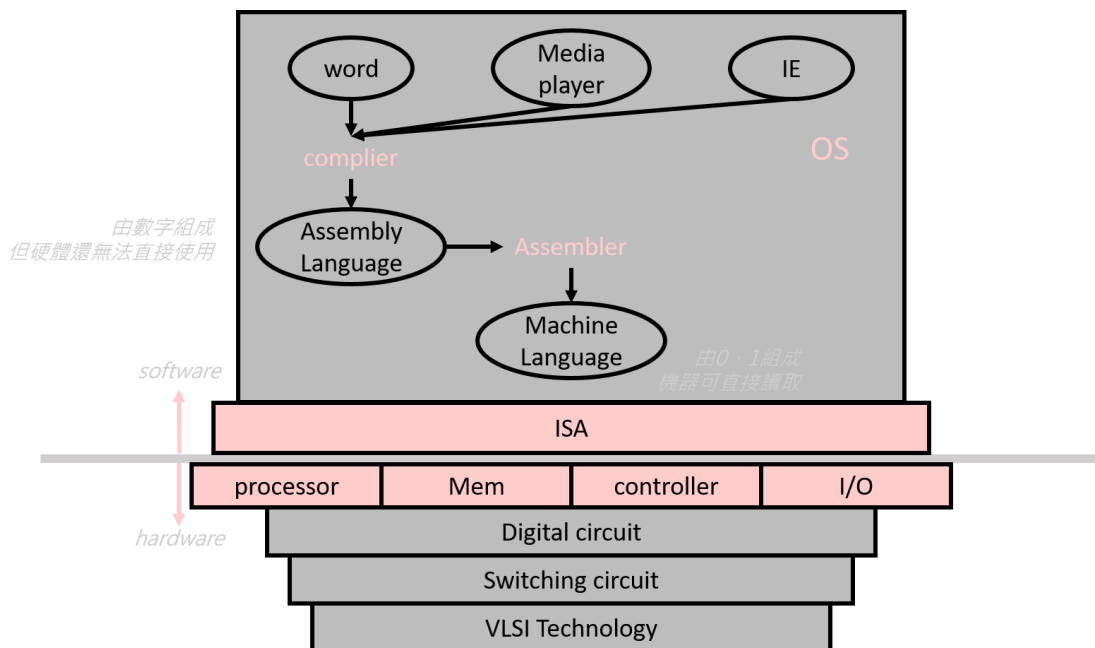 word
Media
player
IE
OS
complier
由數字組成
但硬體還無法直接使用
Assembly
Language
Assembler
Machine
Language
由0、1組成
機器可直接讀取
software
ISA
processor
Mem
controller
I/O
hardware
Digital circuit
Switching circuit
VLSI Technology